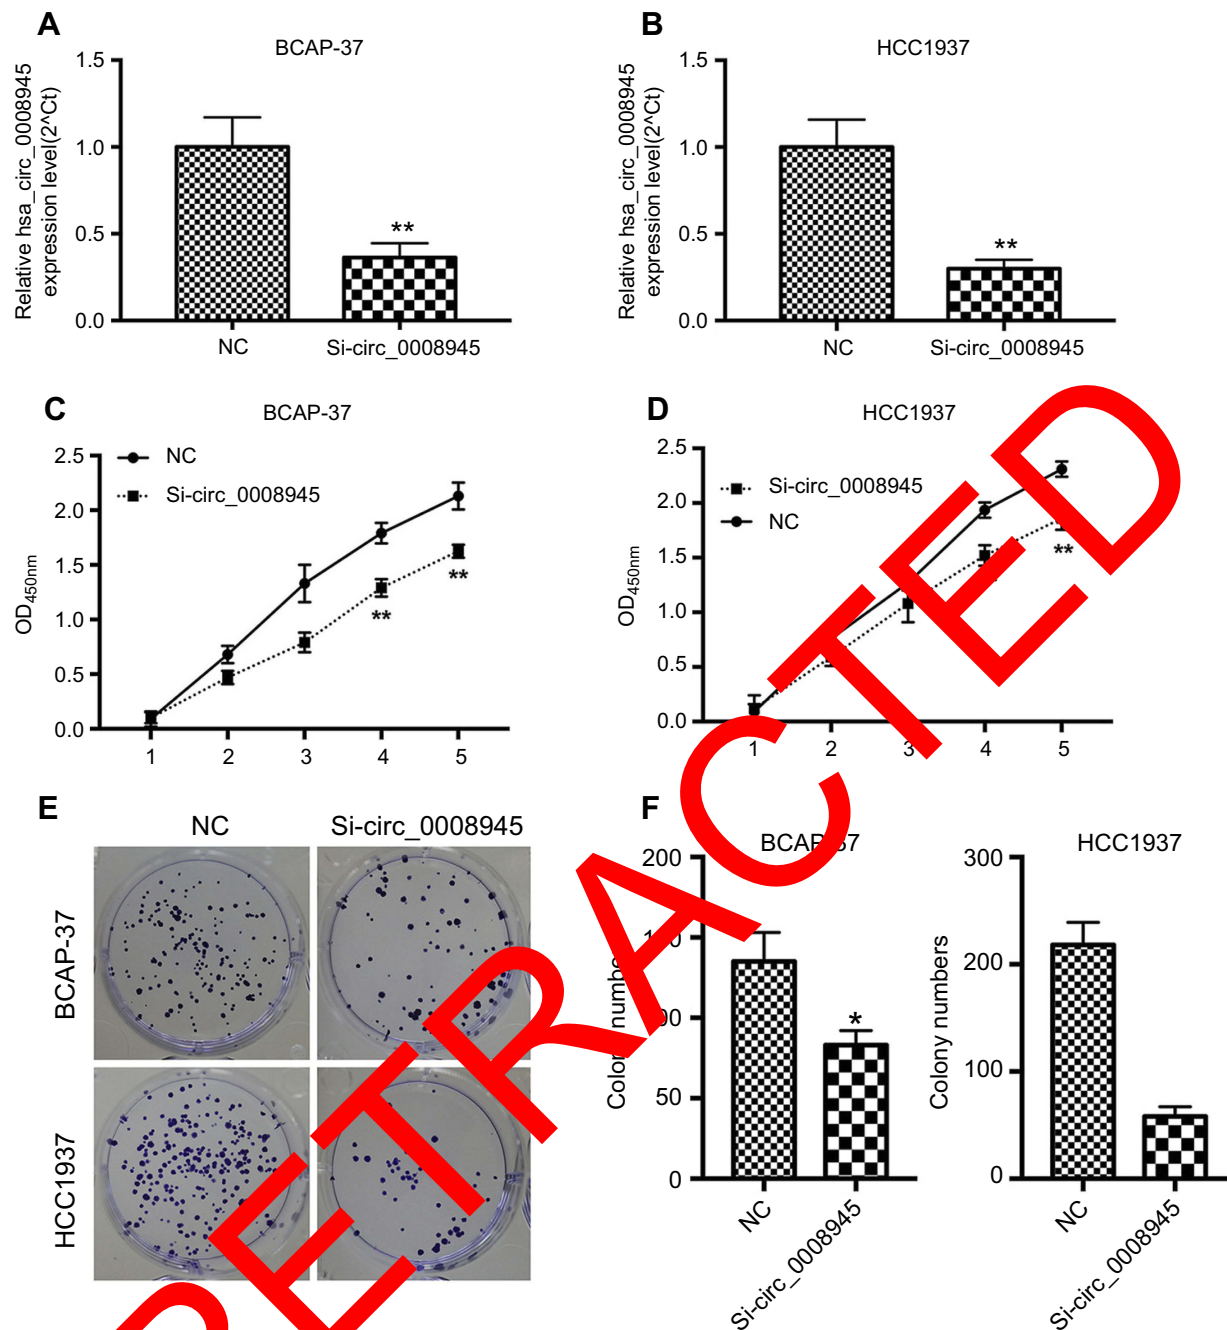 A
BCAP-37
Relative hsa_circ_0008945
expression level(2^Ct)
1.5
1.0
0.5
0.0
**
NC
Si-circ_0008945
B
HCC1937
Relative hsa_circ_0008945
expression level(2^Ct)
1.5
1.0
0.5
0.0
**
NC
Si-circ_0008945
C
BCAP-37
OD450nm
2.5
2.0
1.5
1.0
0.5
0.0
NC
Si-circ_0008945
**
**
1 2 3 4 5
D
HCC1937
OD450nm
2.5
2.0
1.5
1.0
0.5
0.0
Si-circ_0008945
NC
**
1 2 3 4 5
E
NC
Si-circ_0008945
BCAP-37
HCC1937
F
200
50
0
*
NC
Si-circ_0008945
HCC1937
Colony numbers
300
200
100
0
NC
Si-circ_0008945
RETRACTED